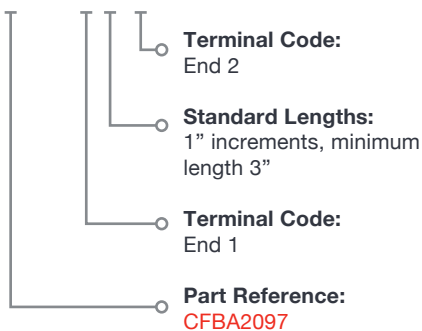 Terminal Code:
End 2
Standard Lengths:
1” increments, minimum
length 3”
Terminal Code:
End 1
Part Reference:
CFBA2097